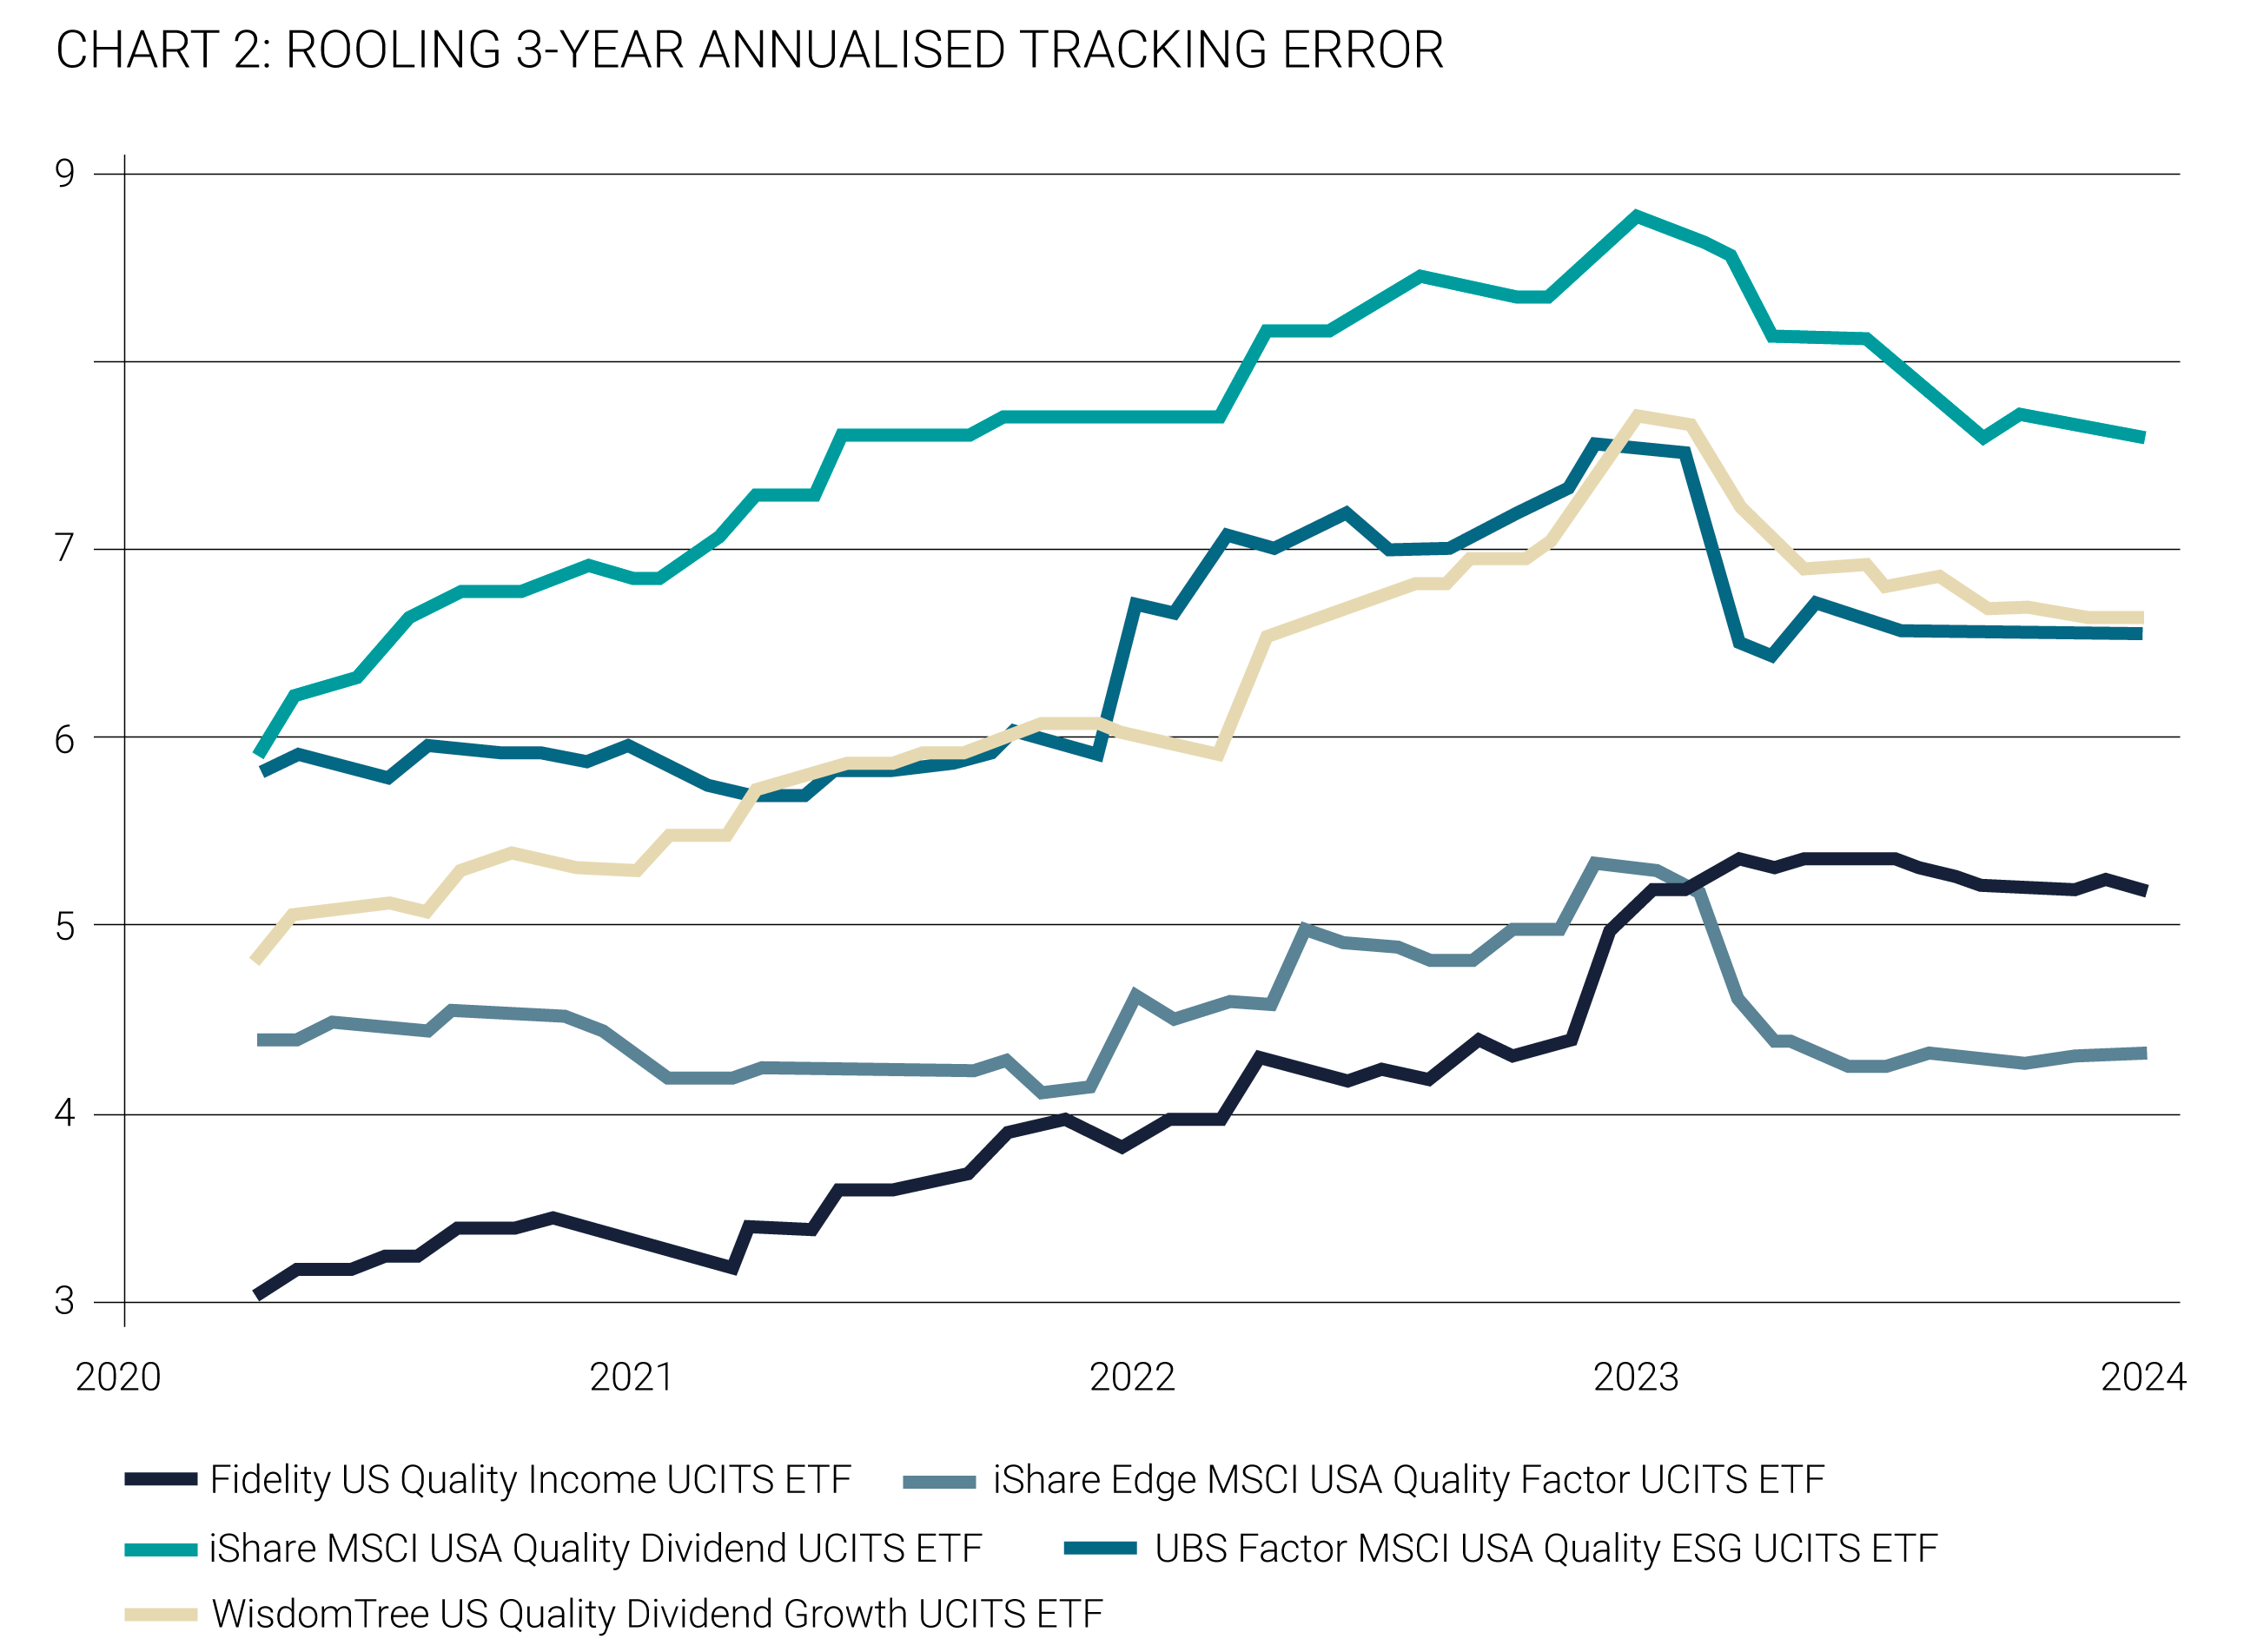 CHART 2: ROOLING 3-YEAR ANNUALISED TRACKING ERROR
9
7
6
5
4
3
2020 2021 2022 2023 2024
Fidelity US Quality Income UCITS ETF iShare Edge MSCI USA Quality Factor UCITS ETF
iShare MSCI USA Quality Dividend UCITS ETF UBS Factor MSCI USA Quality ESG UCITS ETF
WisdomTree US Quality Dividend Growth UCITS ETF